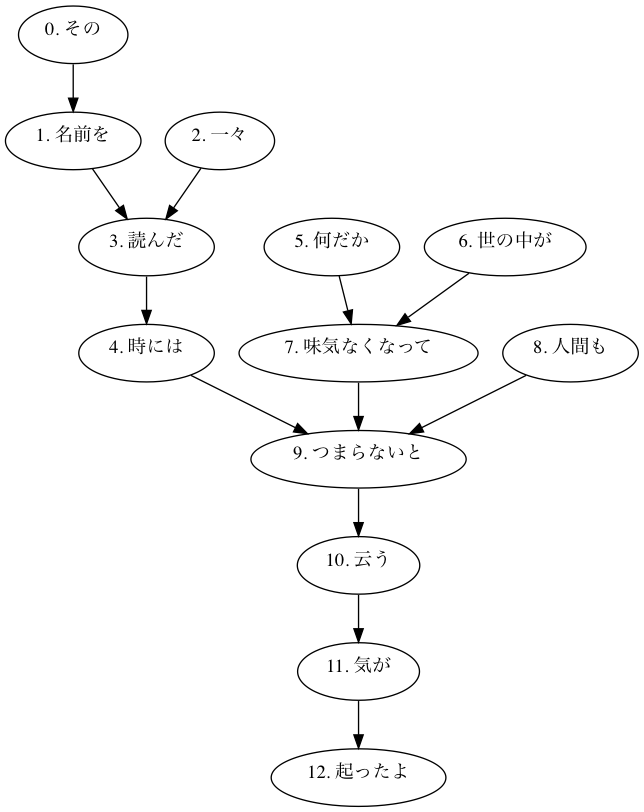 0. その
1. 名前を
2. 一々
3. 読んだ
4. 時には
5. 何だか
6. 世の中が
7. 味気なくなって
8. 人間も
9. つまらないと
10. 云う
11. 気が
12. 起ったよ